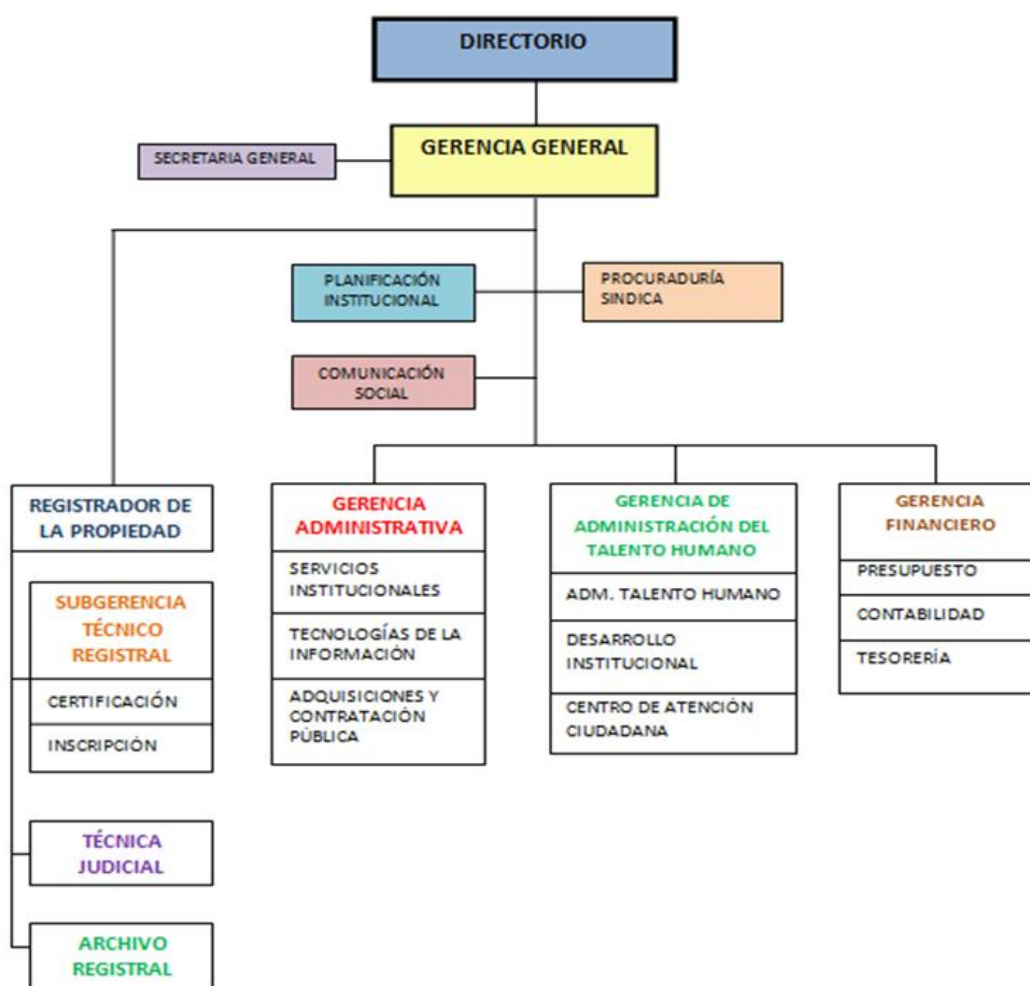 DIRECTORIO
GERENCIA GENERAL
SECRETARIA GENERAL
PLANIFICACIÓN
INSTITUCIONAL
PROCURADURÍA
SINDICA
COMUNICACIÓN
SOCIAL
REGISTRADOR DE
LA PROPIEDAD
SUBGERENCIA
TÉCNICO
REGISTRAL
CERTIFICACIÓN
INSCRIPCIÓN
TÉCNICA
JUDICIAL
ARCHIVO
REGISTRAL
GERENCIA
ADMINISTRATIVA
SERVICIOS
INSTITUCIONALES
TECNOLOGÍAS DE LA
INFORMACIÓN
ADQUISICIONES Y
CONTRATACIÓN
PÚBLICA
GERENCIA DE
ADMINISTRACIÓN DEL
TALENTO HUMANO
ADM. TALENTO HUMANO
DESARROLLO
INSTITUCIONAL
CENTRO DE ATENCIÓN
CIUDADANA
GERENCIA
FINANCIERO
PRESUPUESTO
CONTABILIDAD
TESORERÍA